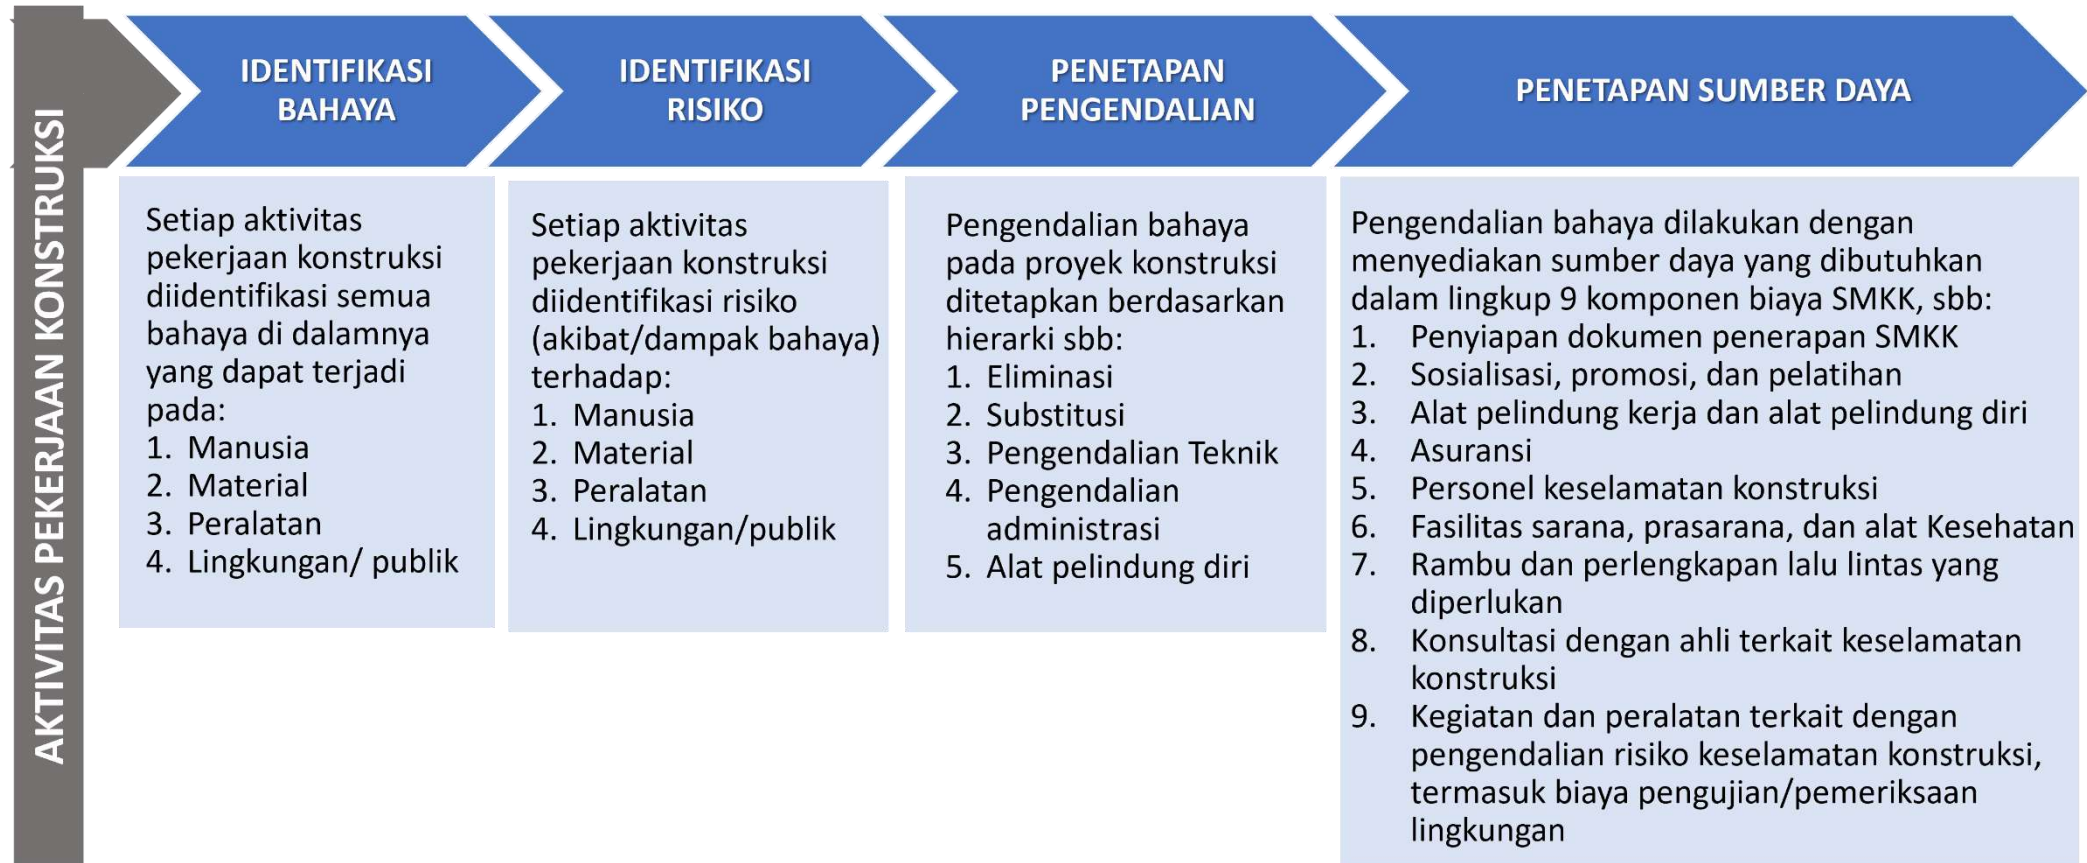 AKTIVITAS PEKERJAAN KONSTRUKSI
IDENTIFIKASI
BAHAYA
Setiap aktivitas
pekerjaan konstruksi
diidentifikasi semua
bahaya di dalamnya
yang dapat terjadi
pada:
1. Manusia
2. Material
3. Peralatan
4. Lingkungan/ publik
IDENTIFIKASI
RISIKO
Setiap aktivitas
pekerjaan konstruksi
diidentifikasi risiko
(akibat/dampak bahaya)
terhadap:
1. Manusia
2. Material
3. Peralatan
4. Lingkungan/publik
PENETAPAN
PENGENDALIAN
Pengendalian bahaya
pada proyek konstruksi
ditetapkan berdasarkan
hierarki sbb:
1. Eliminasi
2. Substitusi
3. Pengendalian Teknik
4. Pengendalian
administrasi
5. Alat pelindung diri
PENETAPAN SUMBER DAYA
Pengendalian bahaya dilakukan dengan
menyediakan sumber daya yang dibutuhkan
dalam lingkup 9 komponen biaya SMKK, sbb:
1. Penyiapan dokumen penerapan SMKK
2. Sosialisasi, promosi, dan pelatihan
3. Alat pelindung kerja dan alat pelindung diri
4. Asuransi
5. Personel keselamatan konstruksi
6. Fasilitas sarana, prasarana, dan alat Kesehatan
7. Rambu dan perlengkapan lalu lintas yang
diperlukan
8. Konsultasi dengan ahli terkait keselamatan
konstruksi
9. Kegiatan dan peralatan terkait dengan
pengendalian risiko keselamatan konstruksi,
termasuk biaya pengujian/pemeriksaan
lingkungan